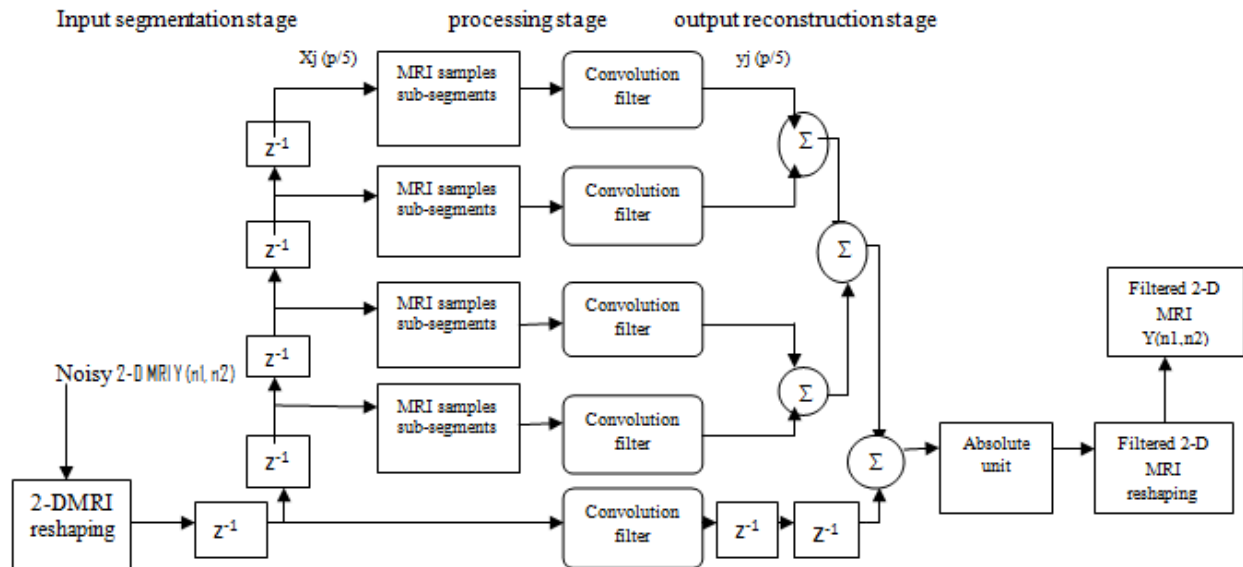 Input segmentation stage
processing stage
output reconstruction stage
Xj (p/5)
yj (p/5)
MRI samples
sub-segments
Convolution
filter
Σ
z-1
MRI samples
sub-segments
Convolution
filter
z-1
Σ
MRI samples
sub-segments
Convolution
filter
Filtered 2-D
MRI
Y(n1,n2)
z-1
Noisy 2-D MRI Y (n1, n2)
MRI samples
sub-segments
Convolution
filter
Σ
z-1
Σ
Absolute
unit
Filtered 2-D
MRI
reshaping
2-DMRI
reshaping
z-1
Convolution
filter
z-1
z-1